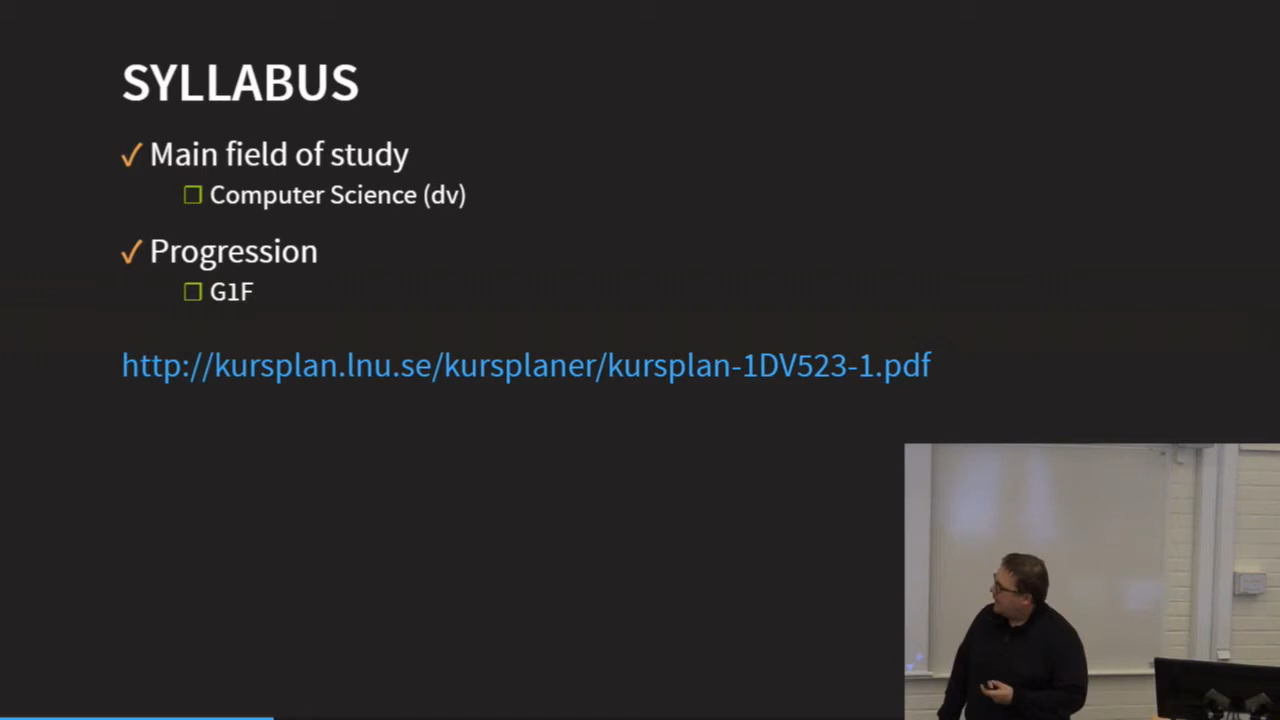 SYLLABUS
✓ Main field of study
❒ Computer Science (dv)
✓ Progression
❒ G1F
http://kursplan.lnu.se/kursplaner/kursplan-1DV523-1.pdf